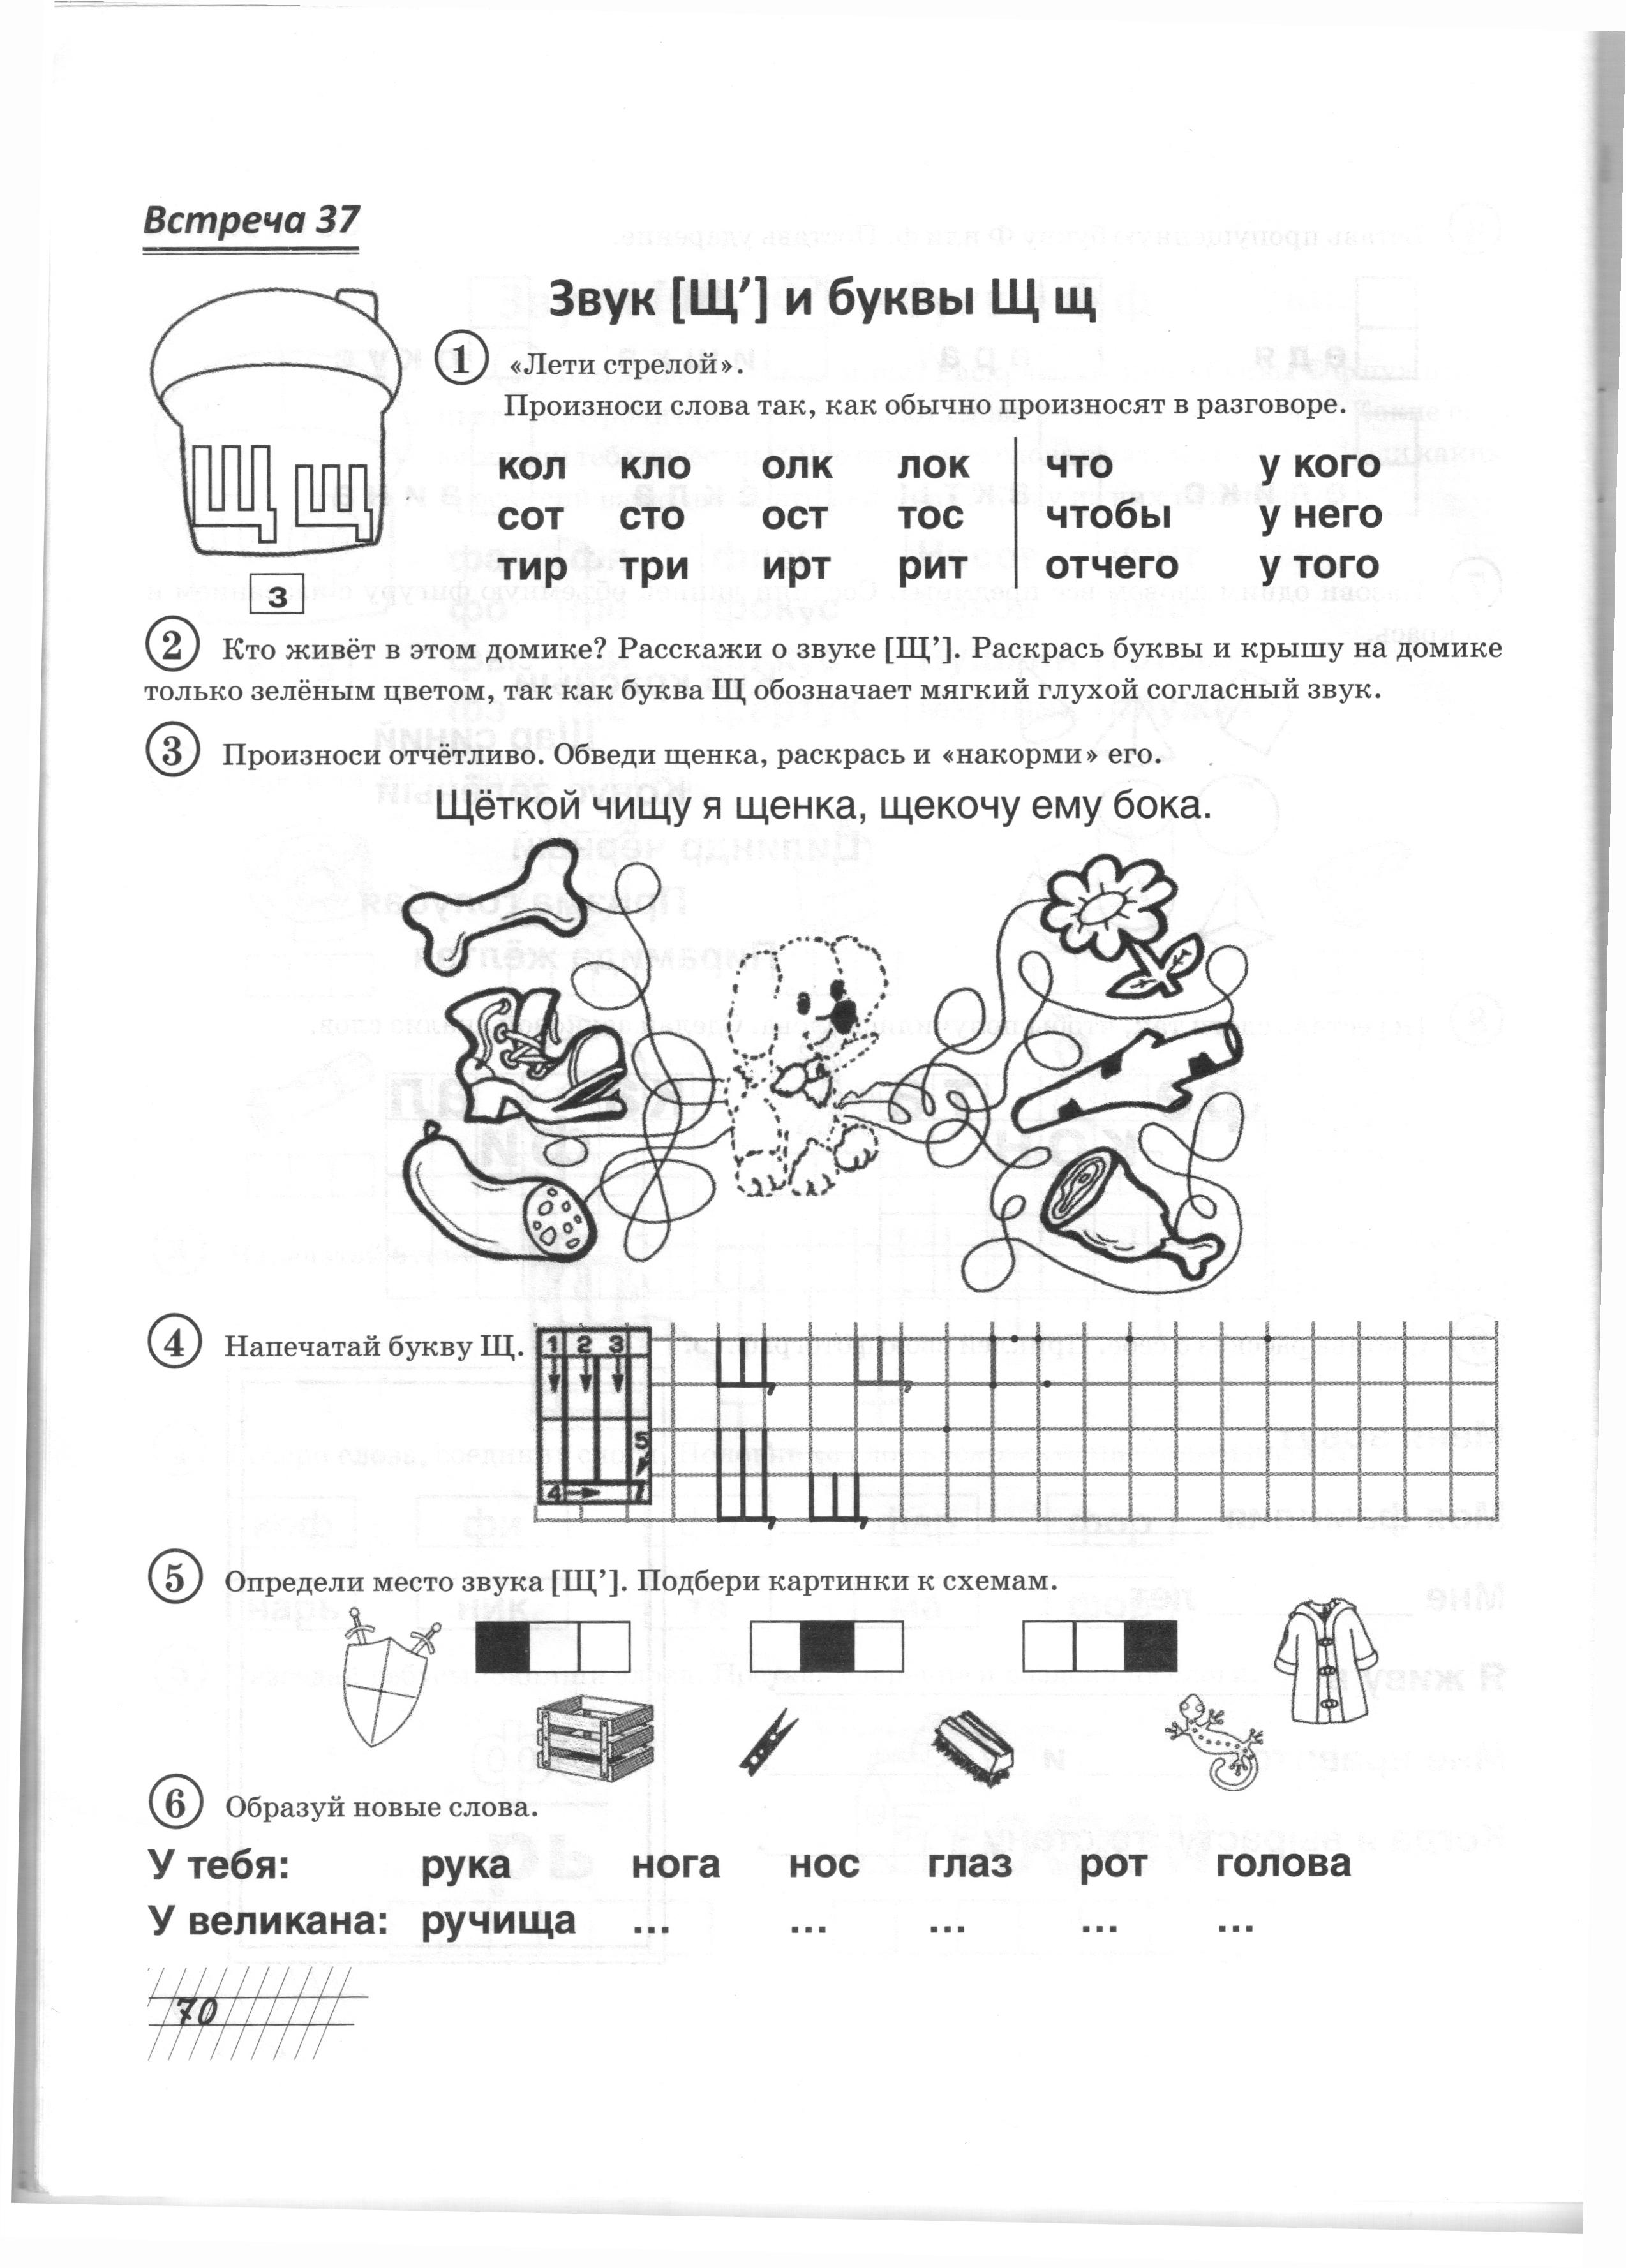 Встреча 37
Звук [Щ’] и буквы Щ щ
1 «Лети стрелой».
Произноси слова так, как обычно произносят в разговоре.
Щ щ
кол кло олк лок что у кого
сот сто ост тос чтобы у него
тир три ирт рит отчего у того
з
2 Кто живёт в этом домике? Расскажи о звуке [Щ’]. Раскрась буквы и крышу на домике
только зелёным цветом, так как буква Щ обозначает мягкий глухой согласный звук.
3 Произноси отчётливо. Обведи щенка, раскрась и «накорми» его.
Щёткой чищу я щенка, щекочу ему бока.
4 Напечатай букву Щ.
1 2 3
5
4
5 Определи место звука [Щ’]. Подбери картинки к схемам.
6 Образуй новые слова.
У тебя: рука нога нос глаз рот голова
У великана: ручища ... ... ... ... ...
70